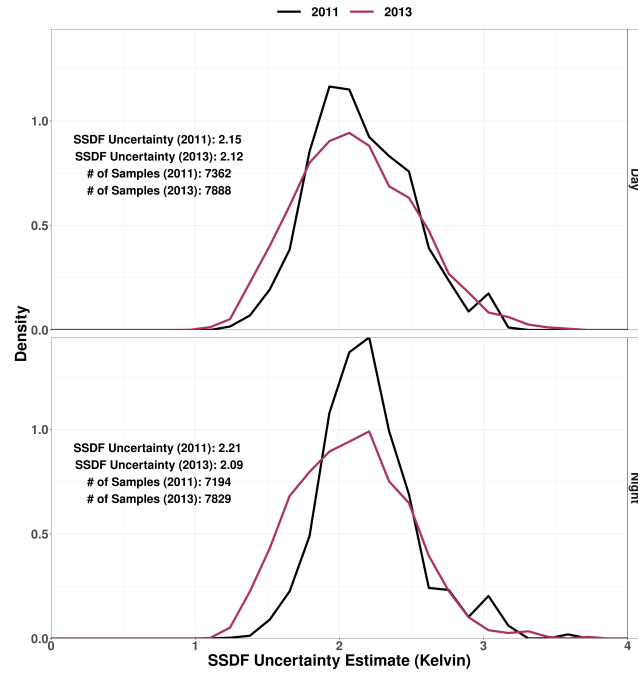 2011 2013
1.0
0.5
0.0
SSDF Uncertainty (2011): 2.15
SSDF Uncertainty (2013): 2.12
# of Samples (2011): 7362
# of Samples (2013): 7888
Day
Density
1.0
0.5
0.0
SSDF Uncertainty (2011): 2.21
SSDF Uncertainty (2013): 2.09
# of Samples (2011): 7194
# of Samples (2013): 7829
Night
0 1 2 3 4
SSDF Uncertainty Estimate (Kelvin)